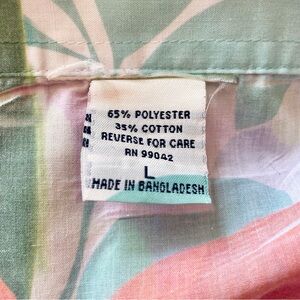 65% POLYESTER
35% COTTON
REVERSE FOR CARE
RN 99042
L
MADE IN BANGLADESH